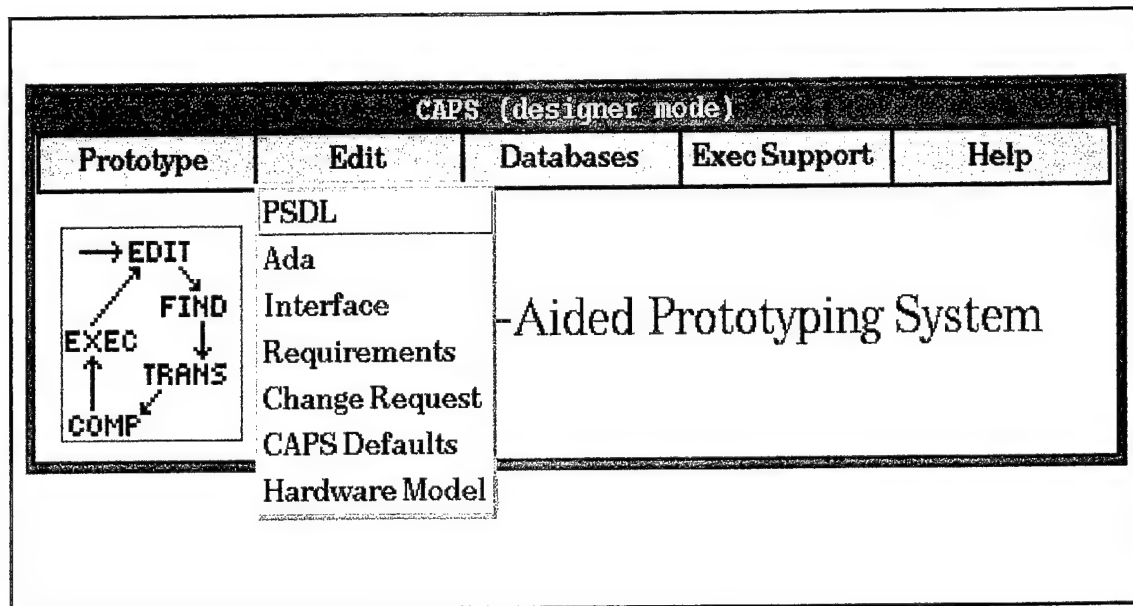 CAPS (designer mode)
Prototype Edit Databases Exec Support Help
PSDL
Ada
Interface
Requirements
Change Request
CAPS Defaults
Hardware Model
EDIT
FIND
EXEC
TRANS
COMP
-Aided Prototyping System